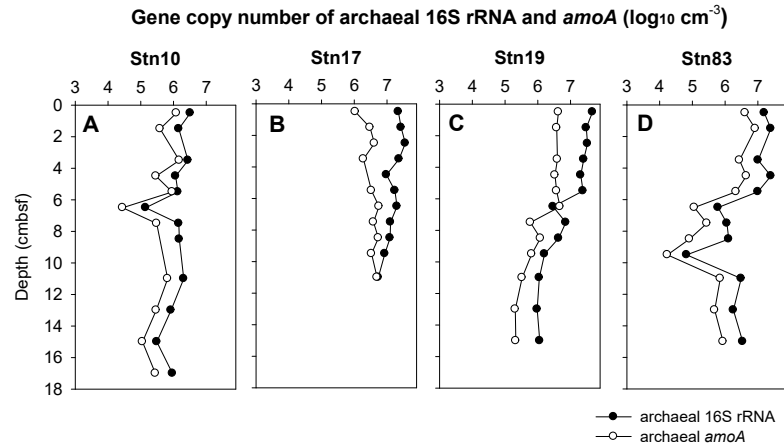 Gene copy number of archaeal 16S rRNA and amoA (log₁₀ cm⁻³)
Stn10 Stn17 Stn19 Stn83
3 4 5 6 7 3 4 5 6 7 3 4 5 6 7 3 4 5 6 7
A B C D
Depth (cmbsf)
0
2
4
6
8
10
12
14
16
18
archaeal 16S rRNA
archaeal amoA